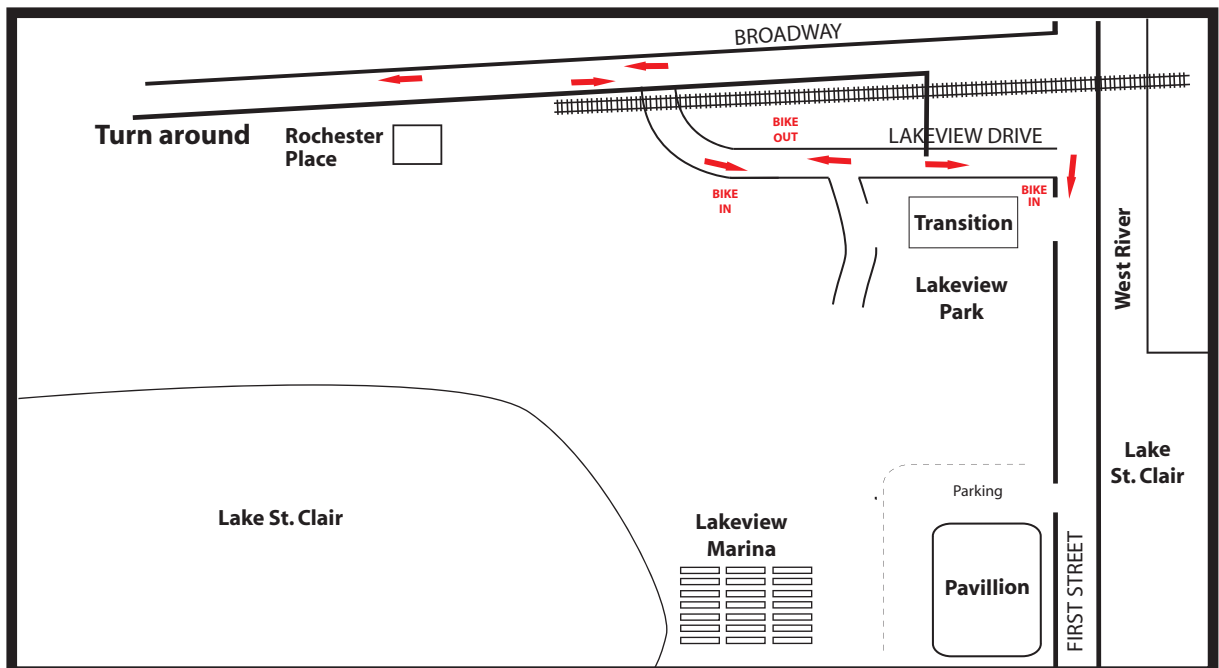 BROADWAY
Turn around
Rochester
Place
BIKE
OUT
LAKEVIEW DRIVE
BIKE
IN
BIKE
IN
Transition
Lakeview
Park
West River
Lake
St. Clair
Lake St. Clair
Lakeview
Marina
Parking
Pavillion
FIRST STREET